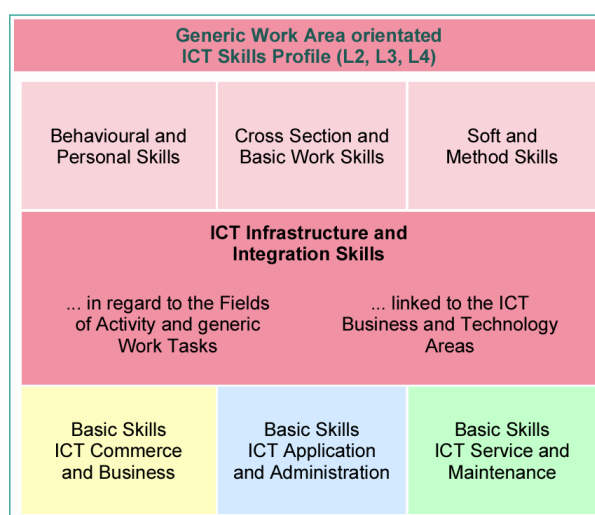 Generic Work Area orientated
ICT Skills Profile (L2, L3, L4)
Behavioural and
Personal Skills
Cross Section and
Basic Work Skills
Soft and
Method Skills
ICT Infrastructure and
Integration Skills
... in regard to the Fields
of Activity and generic
Work Tasks
... linked to the ICT
Business and Technology
Areas
Basic Skills
ICT Commerce
and Business
Basic Skills
ICT Application
and Administration
Basic Skills
ICT Service and
Maintenance